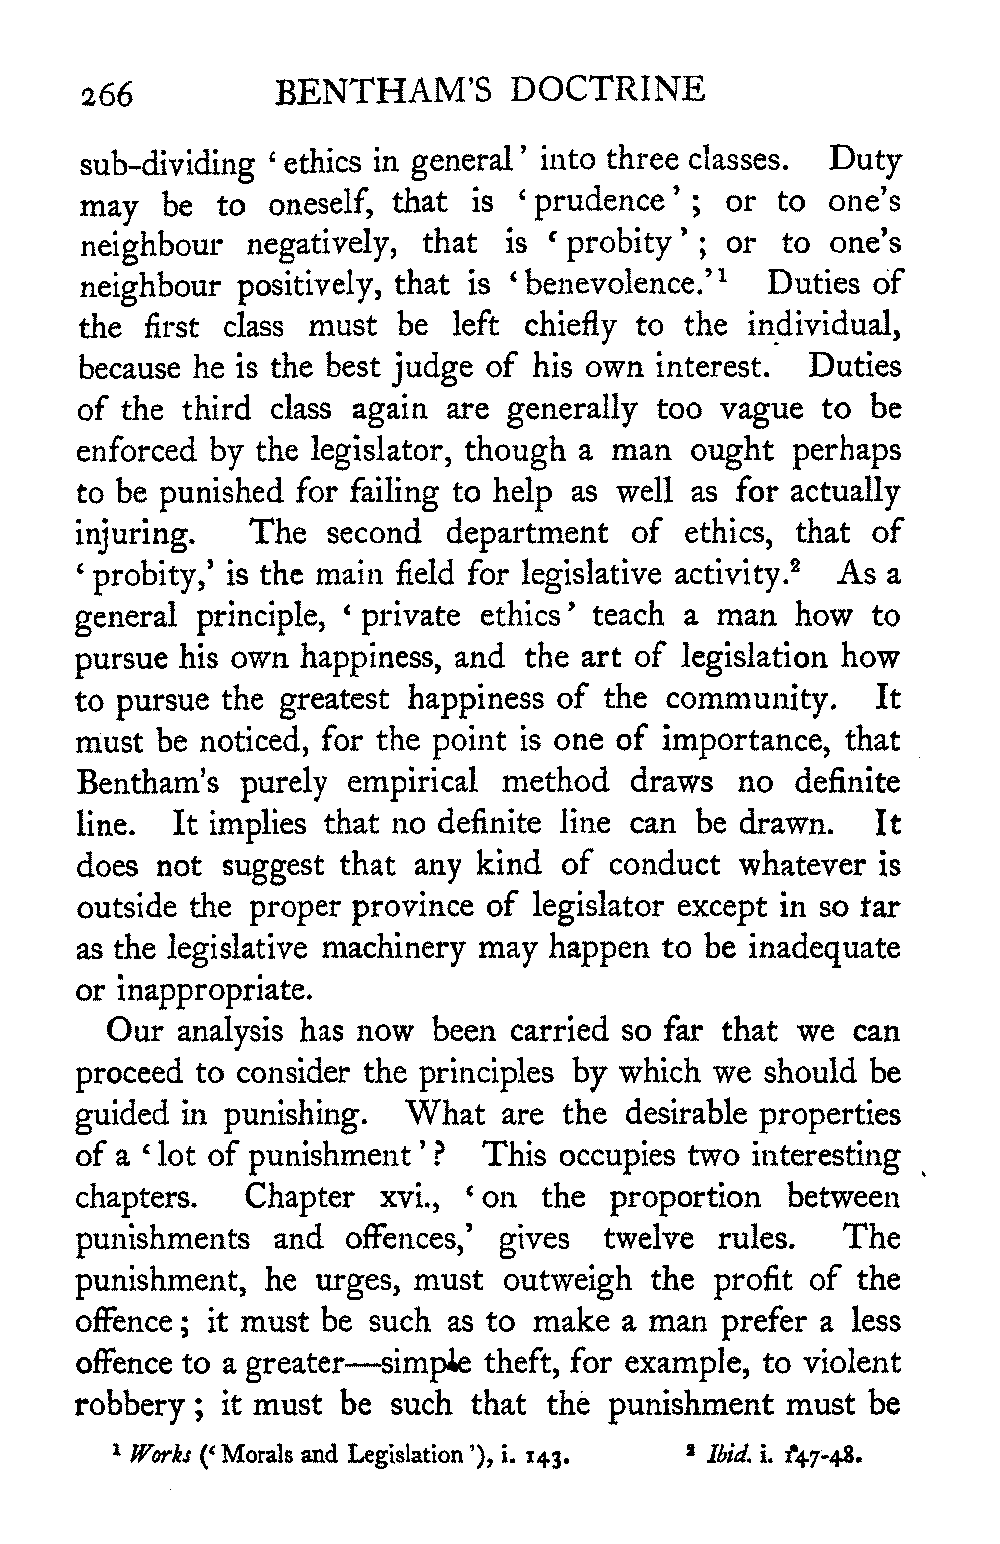 266 BENTHAM'S DOCTRINE
sub-dividing ‘ethics in general’ into three classes. Duty
may be to oneself, that is ‘prudence’; or to one's
neighbour negatively, that is ‘probity’; or to one's
neighbour positively, that is ‘benevolence.’¹ Duties of
the first class must be left chiefly to the individual,
because he is the best judge of his own interest. Duties
of the third class again are generally too vague to be
enforced by the legislator, though a man ought perhaps
to be punished for failing to help as well as for actually
injuring. The second department of ethics, that of
‘probity,’ is the main field for legislative activity.² As a
general principle, ‘private ethics’ teach a man how to
pursue his own happiness, and the art of legislation how
to pursue the greatest happiness of the community. It
must be noticed, for the point is one of importance, that
Bentham's purely empirical method draws no definite
line. It implies that no definite line can be drawn. It
does not suggest that any kind of conduct whatever is
outside the proper province of legislator except in so far
as the legislative machinery may happen to be inadequate
or inappropriate.
Our analysis has now been carried so far that we can
proceed to consider the principles by which we should be
guided in punishing. What are the desirable properties
of a ‘lot of punishment’? This occupies two interesting
chapters. Chapter xvi., ‘on the proportion between
punishments and offences,’ gives twelve rules. The
punishment, he urges, must outweigh the profit of the
offence; it must be such as to make a man prefer a less
offence to a greater—simple theft, for example, to violent
robbery; it must be such that the punishment must be
¹ Works (‘Morals and Legislation’), i. 143. ² Ibid. i. 147-48.